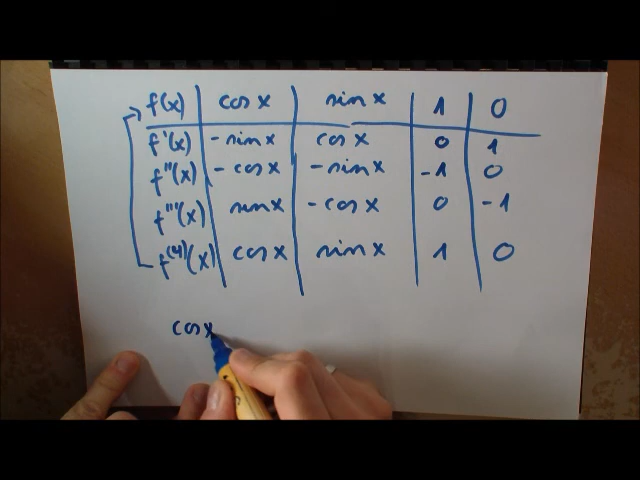 f(x) cos x sin x 1 0
f'(x) - sin x cos x 0 1
f''(x) - cos x - sin x -1 0
f'''(x) sin x - cos x 0 -1
f⁽⁴⁾(x) cos x sin x 1 0
cos x